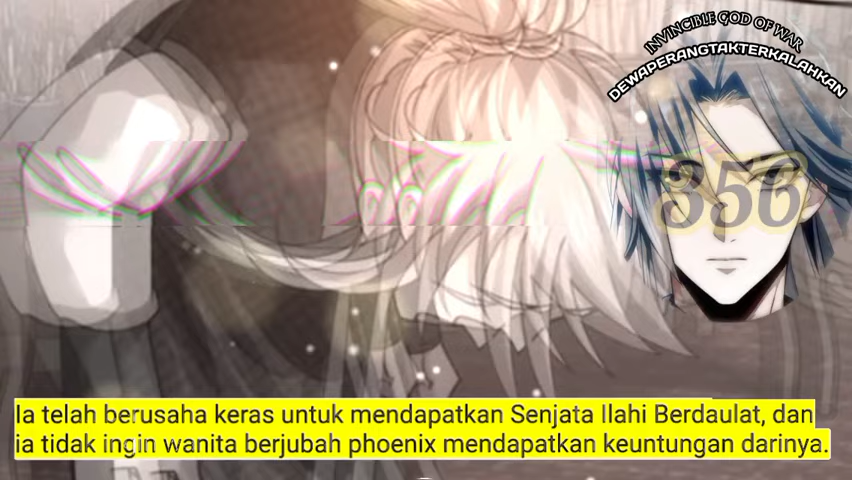 INVINCIBLE GOD OF WAR
DEWAPERANGTAKTERKALAHKAN
356
Ia telah berusaha keras untuk mendapatkan Senjata Ilahi Berdaulat, dan
ia tidak ingin wanita berjubah phoenix mendapatkan keuntungan darinya.